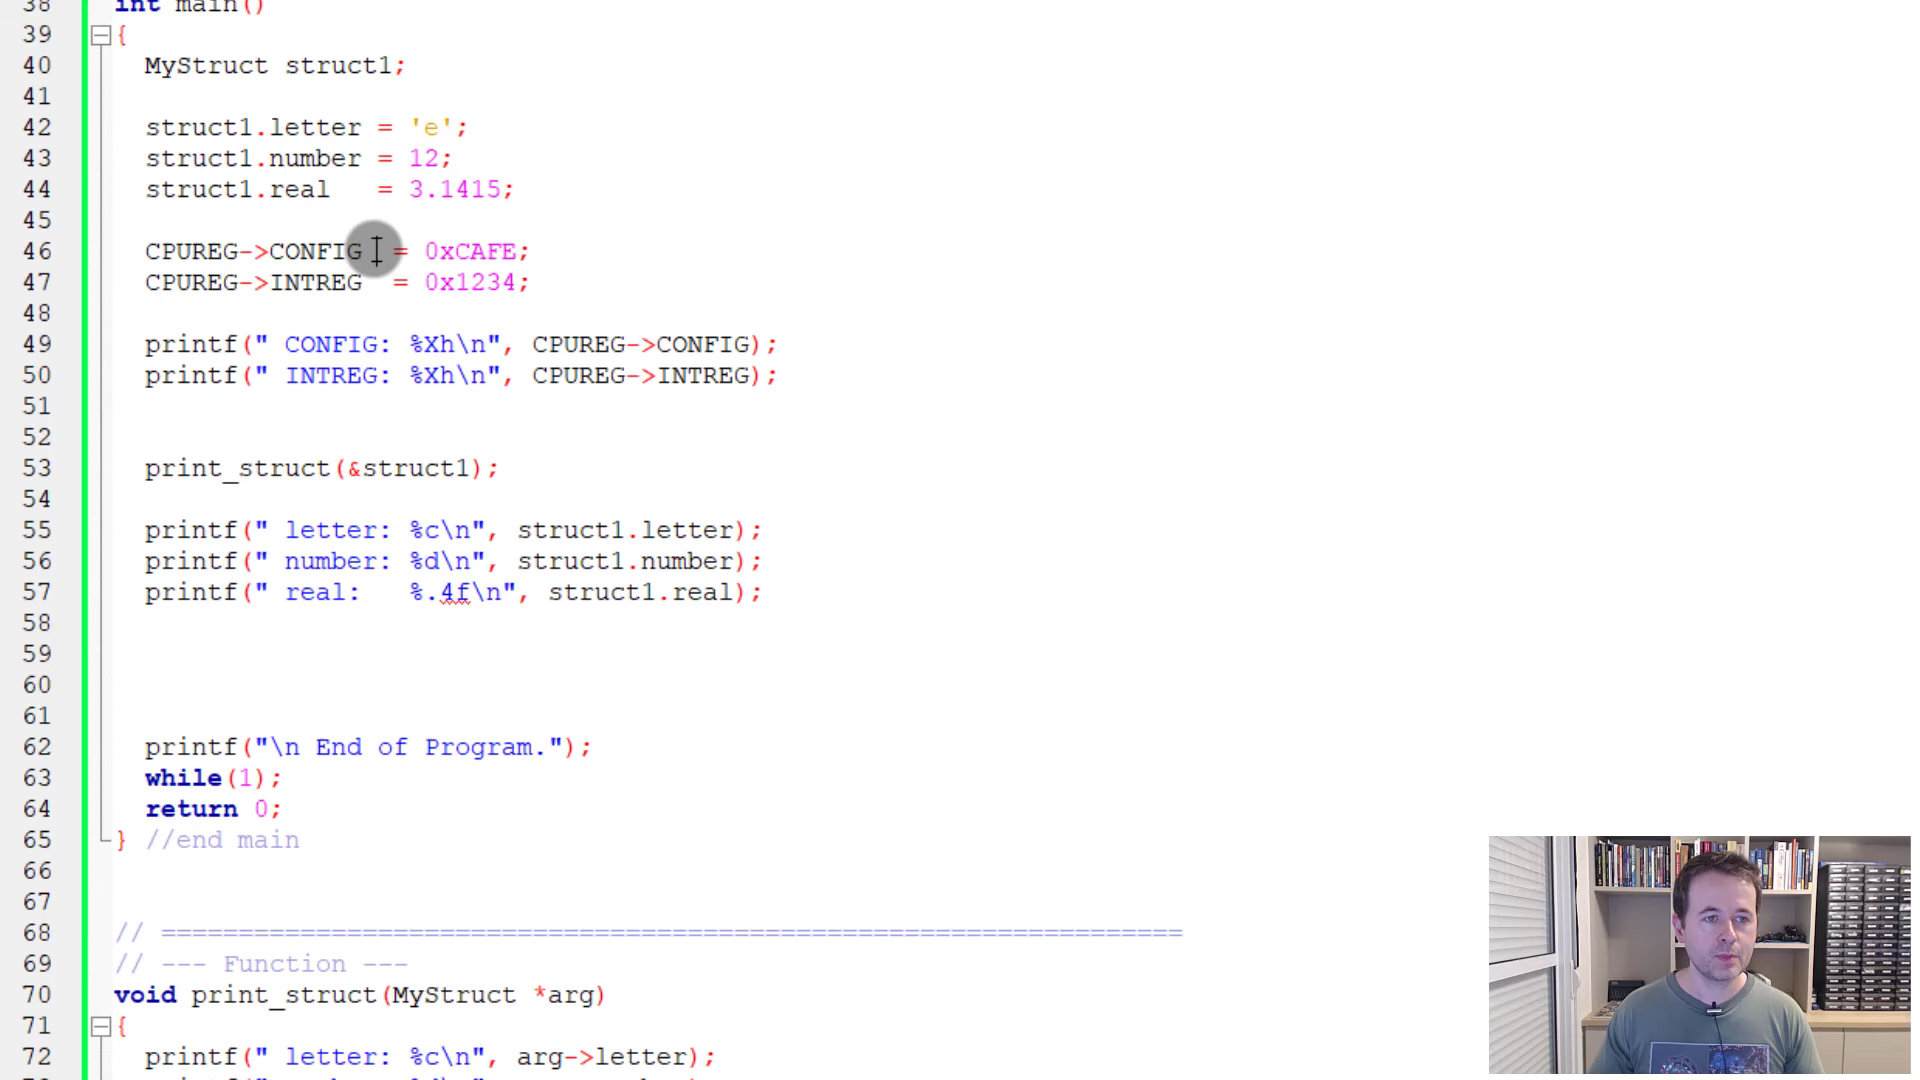 38 int main()
39 {
40 MyStruct struct1;
41
42 struct1.letter = 'e';
43 struct1.number = 12;
44 struct1.real   = 3.1415;
45
46 CPUREG->CONFIG  = 0xCAFE;
47 CPUREG->INTREG  = 0x1234;
48
49 printf(" CONFIG: %Xh\n", CPUREG->CONFIG);
50 printf(" INTREG: %Xh\n", CPUREG->INTREG);
51
52
53 print_struct(&struct1);
54
55 printf(" letter: %c\n", struct1.letter);
56 printf(" number: %d\n", struct1.number);
57 printf(" real:   %.4f\n", struct1.real);
58
59
60
61
62 printf("\n End of Program.");
63 while(1);
64 return 0;
65 } //end main
66
67
68 // ==================================================================
69 // --- Function ---
70 void print_struct(MyStruct *arg)
71 {
72 printf(" letter: %c\n", arg->letter);